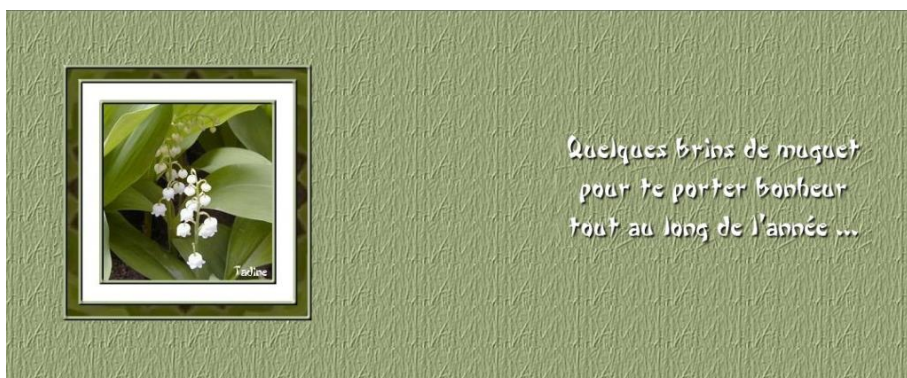 Quelques brins de muguet
pour te porter bonheur
tout au long de l'année ...
Tadine